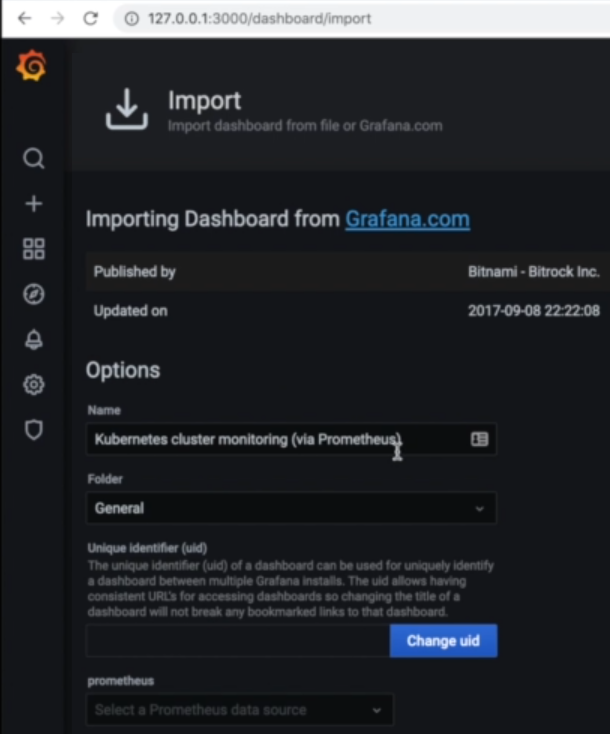 127.0.0.1:3000/dashboard/import
Import
Import dashboard from file or Grafana.com
Importing Dashboard from Grafana.com
Published by Bitnami - Bitrock Inc.
Updated on 2017-09-08 22:22:08
Options
Name
Kubernetes cluster monitoring (via Prometheus)
Folder
General
Unique identifier (uid)
The unique identifier (uid) of a dashboard can be used for uniquely identify
a dashboard between multiple Grafana installs. The uid allows having
consistent URL's for accessing dashboards so changing the title of a
dashboard will not break any bookmarked links to that dashboard.
Change uid
prometheus
Select a Prometheus data source